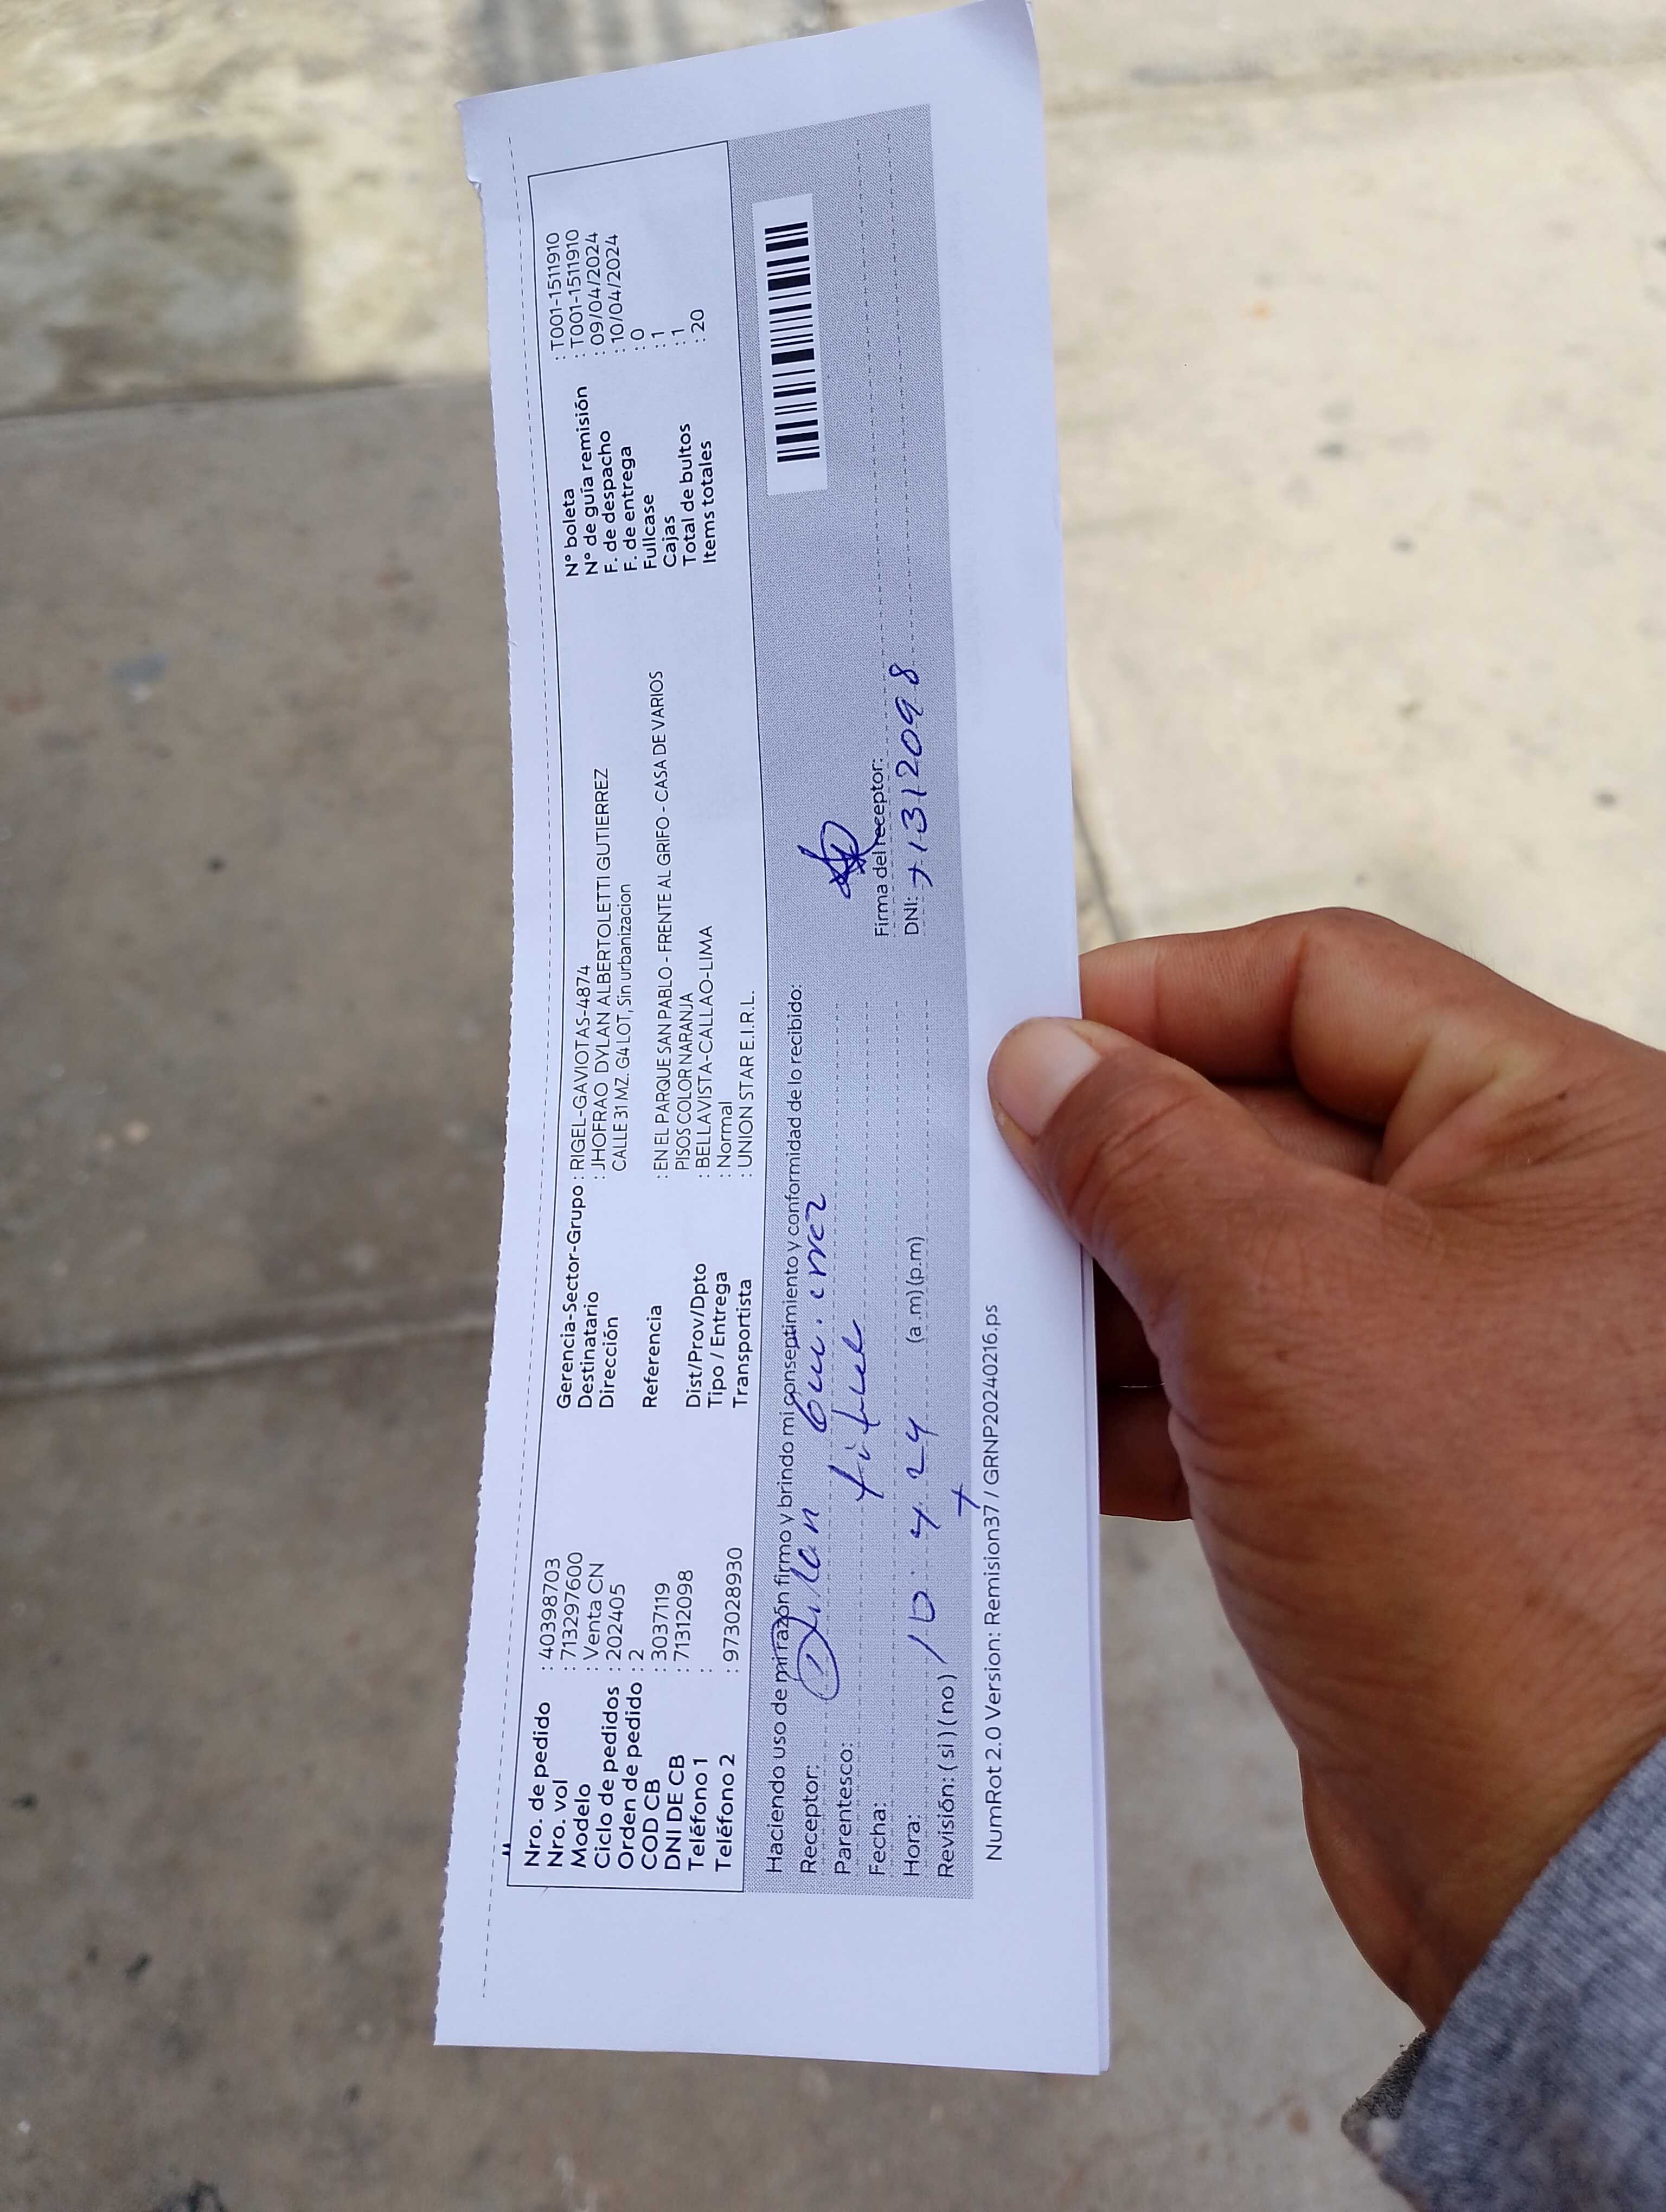 Nro. de pedido : 40398703
Nro. vol : 713297600
Modelo : Venta CN
Ciclo de pedidos : 202405
Orden de pedido : 2
COD CB : 3037119
DNI DE CB : 71312098
Teléfono 1 :
Teléfono 2 : 973028930
Gerencia-Sector-Grupo : RIGEL-GAVIOTAS-4874
Destinatario : JHOFRAO DYLAN ALBERTOLETTI GUTIERREZ
Dirección CALLE 31 MZ. G4 LOT, Sin urbanizacion
Referencia : EN EL PARQUE SAN PABLO - FRENTE AL GRIFO - CASA DE VARIOS
PISOS COLOR NARANJA
Dist/Prov/Dpto : BELLAVISTA-CALLAO-LIMA
Tipo / Entrega : Normal
Transportista : UNION STAR E.I.R.L.
N° boleta : T001-1511910
N° de guía remisión : T001-1511910
F. de despacho : 09/04/2024
F. de entrega : 10/04/2024
Fullcase : 0
Cajas : 1
Total de bultos : 1
Items totales : 20
Haciendo uso de mi razón firmo y brindo mi conseptimiento y conformidad de lo recibido:
Receptor:
Parentesco:
Fecha:
Hora: 10. 4. 24 (a.m)(p.m)
Revisión: (si)(no)
Firma del receptor:
DNI: 71312098
NumRot 2.0 Version: Remision37 / GRNP20240216.ps